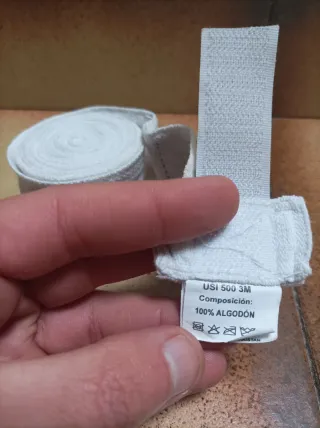 USI 500 3M
Composición:
100% ALGODÓN